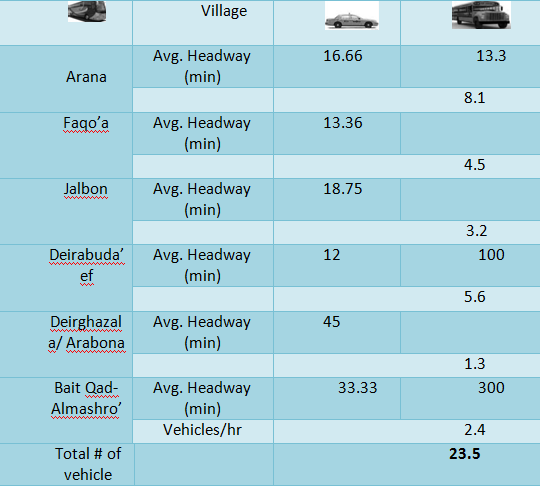 Village
Arana Avg. Headway (min) 16.66 13.3
8.1
Faqo’a Avg. Headway (min) 13.36
4.5
Jalbon Avg. Headway (min) 18.75
3.2
Deirabuda’ef Avg. Headway (min) 12 100
5.6
Deirghazala/ Arabona Avg. Headway (min) 45
1.3
Bait Qad-Almashro’ Avg. Headway (min) 33.33 300
Vehicles/hr 2.4
Total # of vehicle 23.5